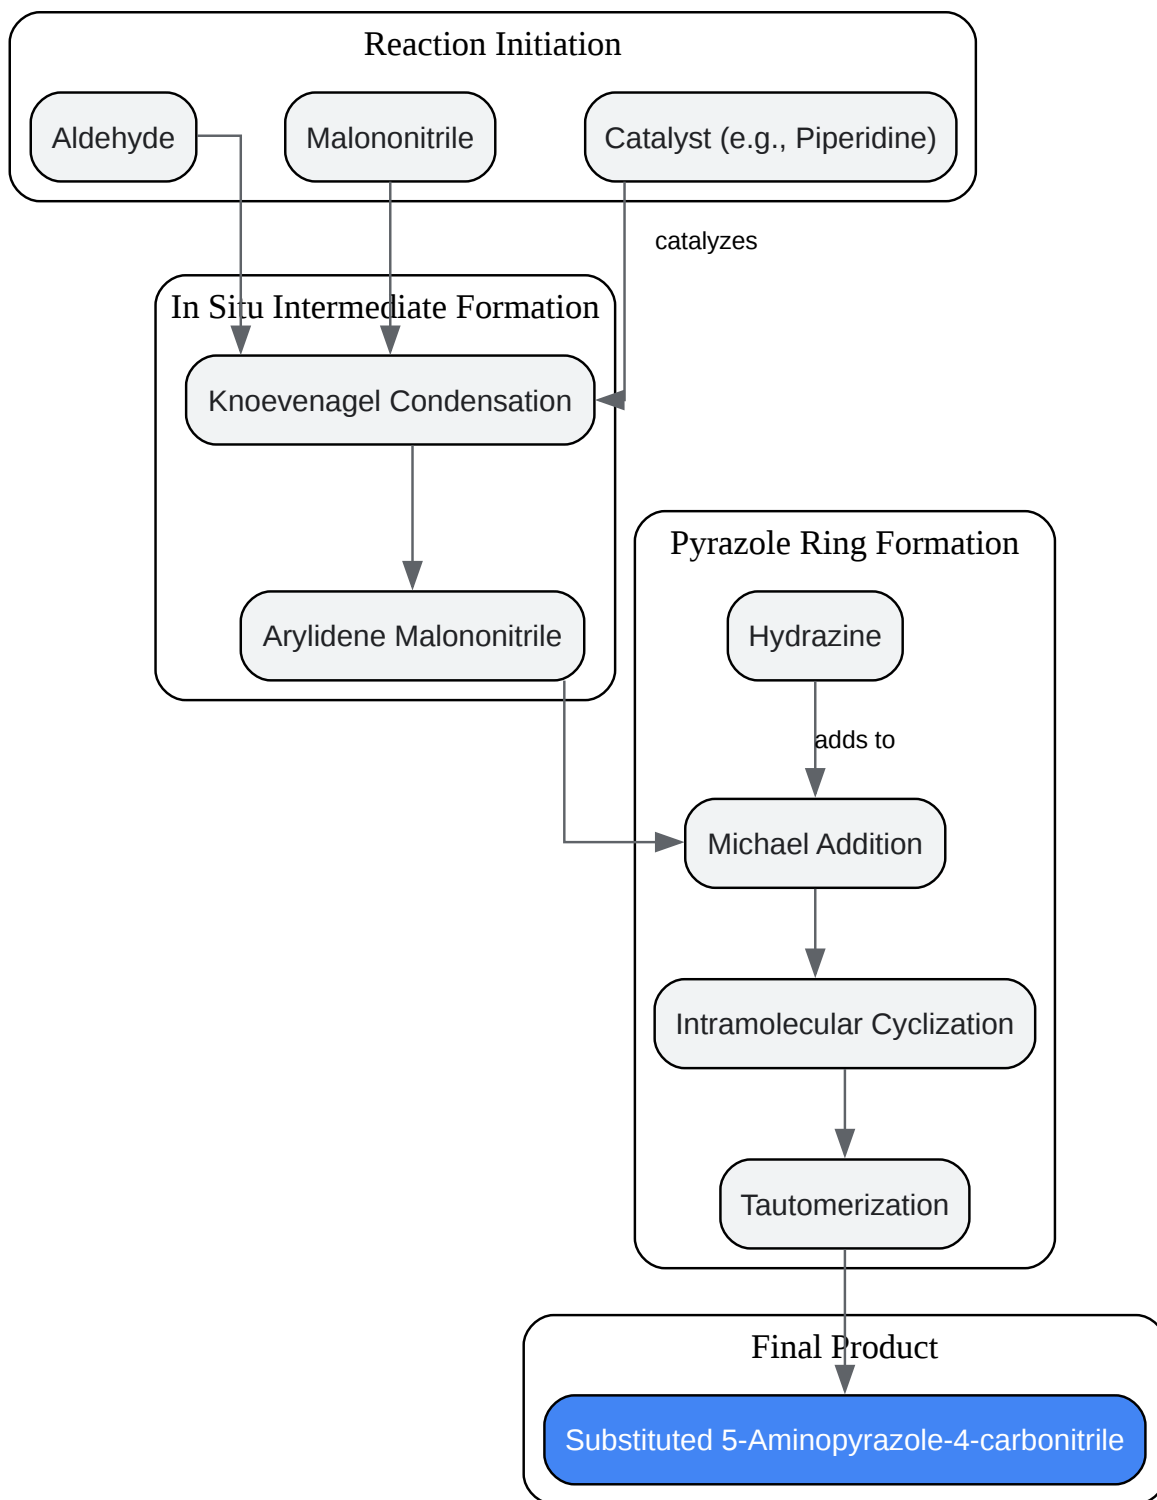 Reaction Initiation
Aldehyde
Malononitrile
Catalyst (e.g., Piperidine)
catalyzes
In Situ Intermediate Formation
Knoevenagel Condensation
Arylidene Malononitrile
Pyrazole Ring Formation
Hydrazine
adds to
Michael Addition
Intramolecular Cyclization
Tautomerization
Final Product
Substituted 5-Aminopyrazole-4-carbonitrile